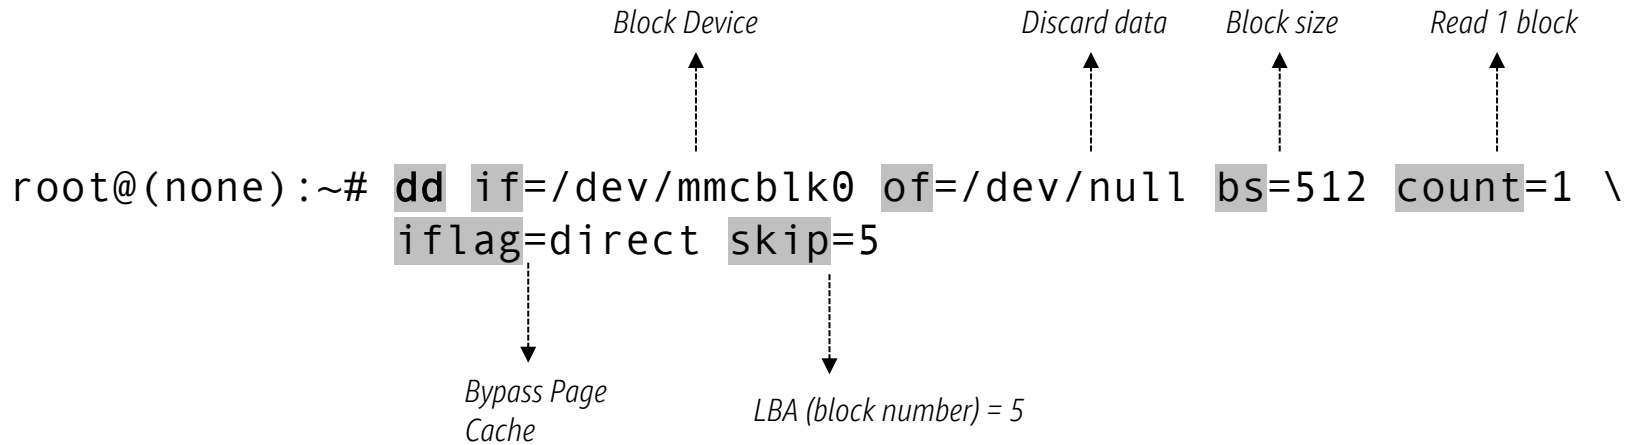 Block Device Discard data Block size Read 1 block
root@(none):~# dd if=/dev/mmcblk0 of=/dev/null bs=512 count=1 \
iflag=direct skip=5
Bypass Page
Cache
LBA (block number) = 5